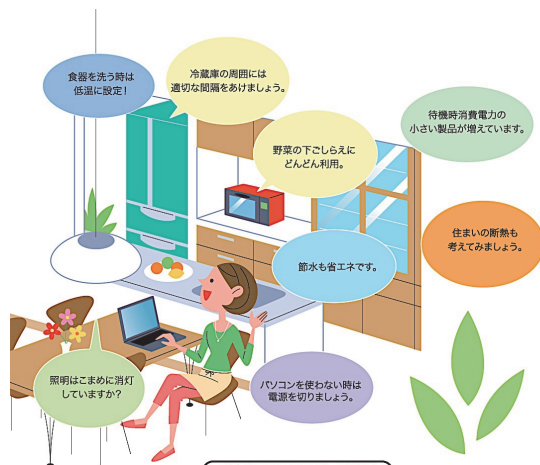 食器を洗う時は
低温に設定!
冷蔵庫の周囲には
適切な間隔をあけましょう。
野菜の下ごしらえに
どんどん利用。
待機時消費電力の
小さい製品が増えています。
住まいの断熱も
考えてみましょう。
節水も省エネです。
照明はこまめに消灯
していますか?
パソコンを使わない時は
電源を切りましょう。